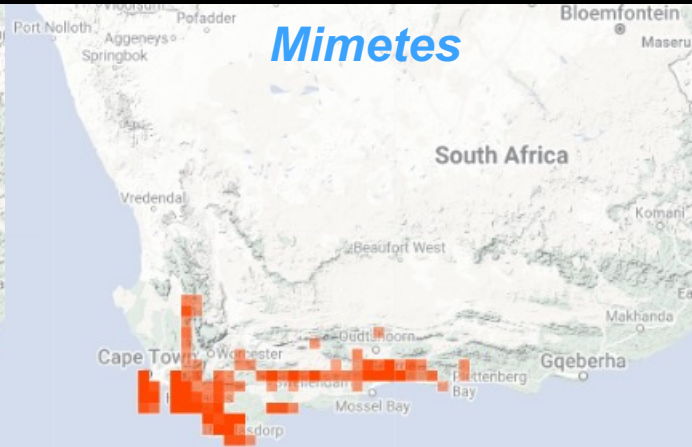 Port Nolloth
Pofadder
Aggeneys
Springbok
Mimetes
Bloemfontein
Maseru
South Africa
Vredendal
Komani
Beaufort West
Makhanda
Oudtshoorn
Cape Town
Worcester
Gqeberha
Plettenberg
Bay
Mossel Bay